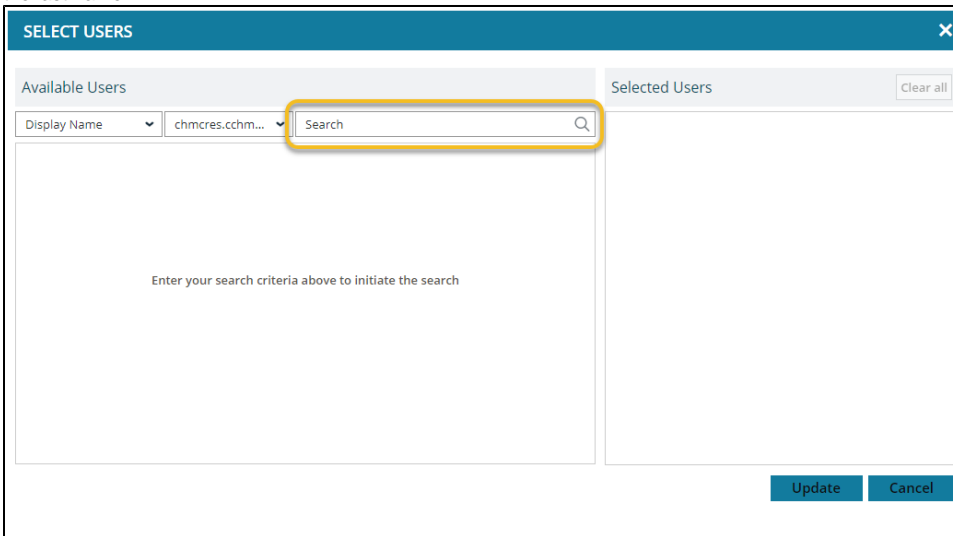 SELECT USERS
Available Users
Selected Users
Clear all
Display Name
chmcres.cchm...
Search
Enter your search criteria above to initiate the search
Update
Cancel